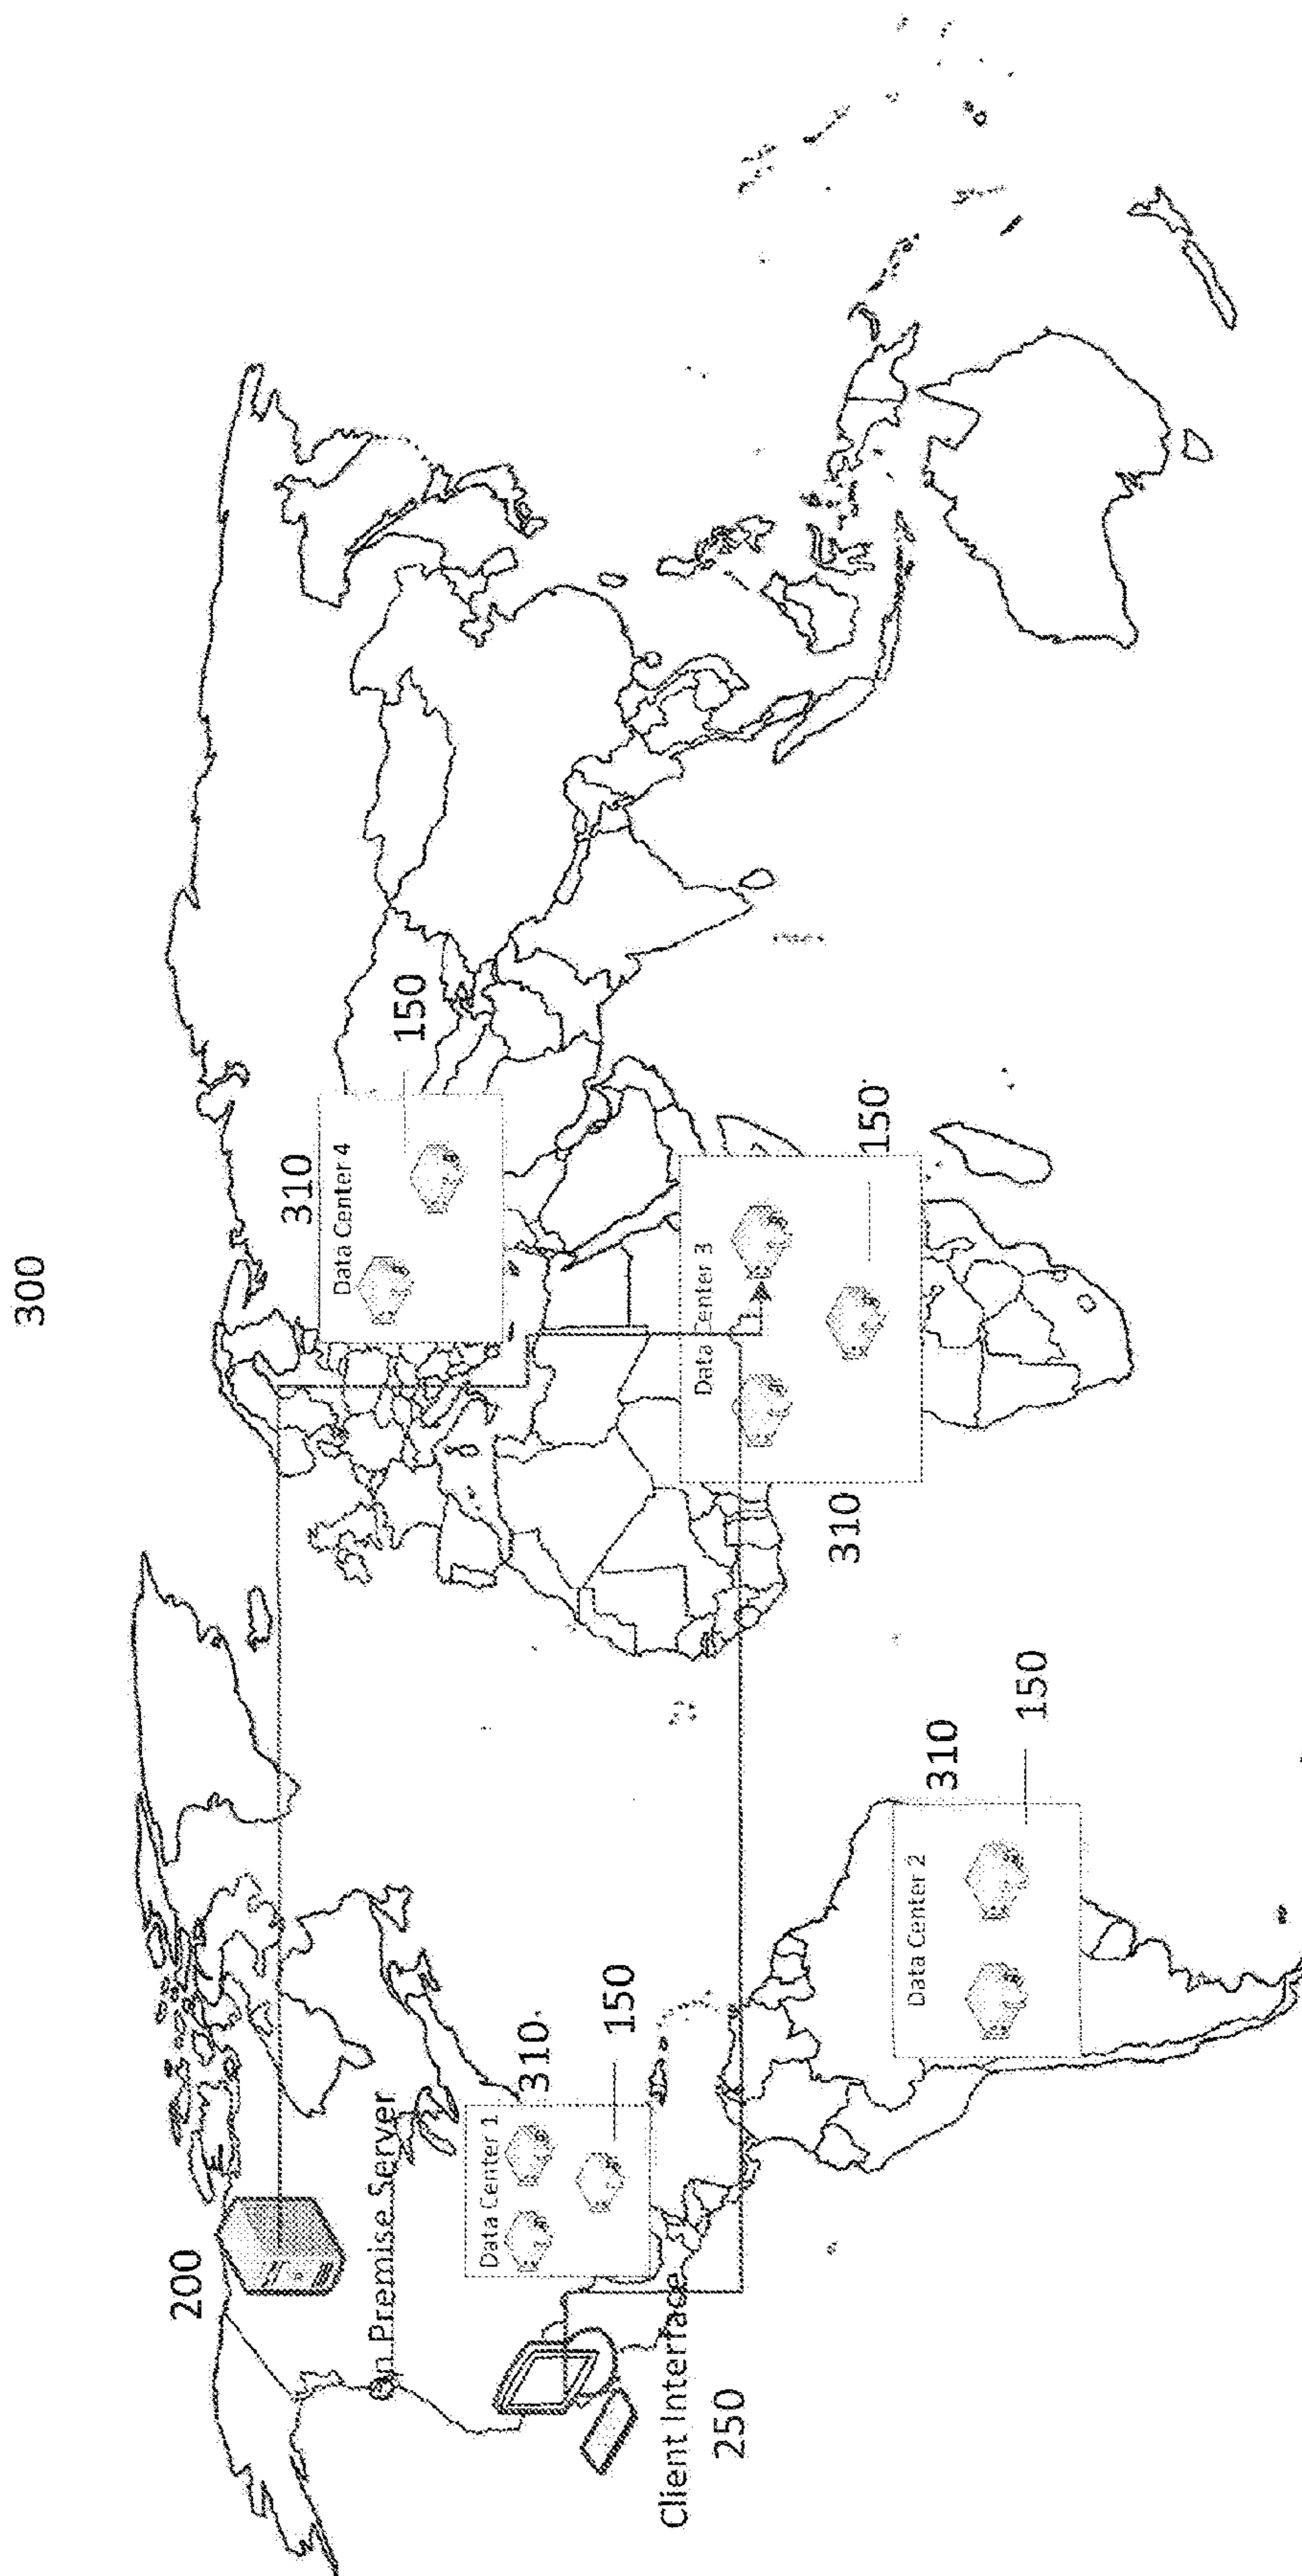 300
200
On Premise Server
310
Data Center 4
150
Data Center 1
310
150
Client Interface
250
Data Center 3
150
310
Data Center 2
310
150